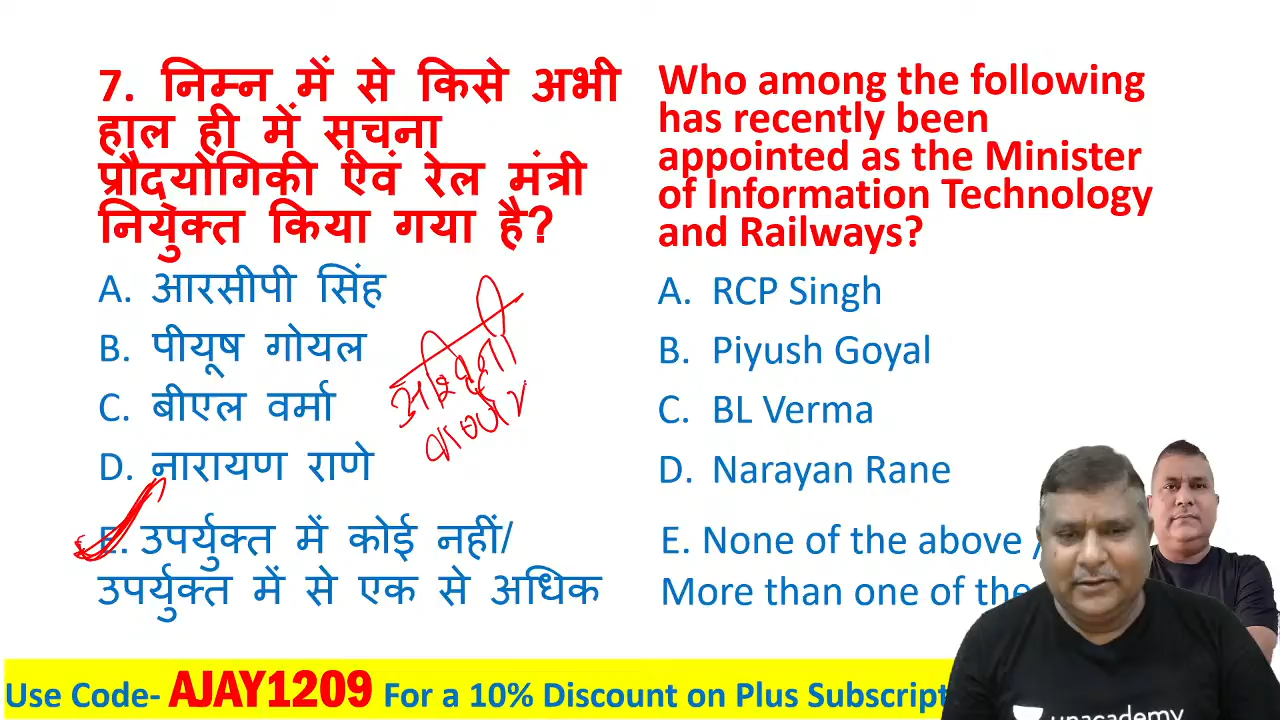 7. निम्न में से किसे अभी
हाल ही में सूचना
प्रौद्योगिकी एवं रेल मंत्री
नियुक्त किया गया है?
A. आरसीपी सिंह
B. पीयूष गोयल
C. बीएल वर्मा
D. नारायण राणे
E. उपर्युक्त में कोई नहीं/
उपर्युक्त में से एक से अधिक
अश्विनी
Who among the following
has recently been
appointed as the Minister
of Information Technology
and Railways?
A. RCP Singh
B. Piyush Goyal
C. BL Verma
D. Narayan Rane
E. None of the above /
More than one of the
Use Code- AJAY1209 For a 10% Discount on Plus Subscript
unacademy